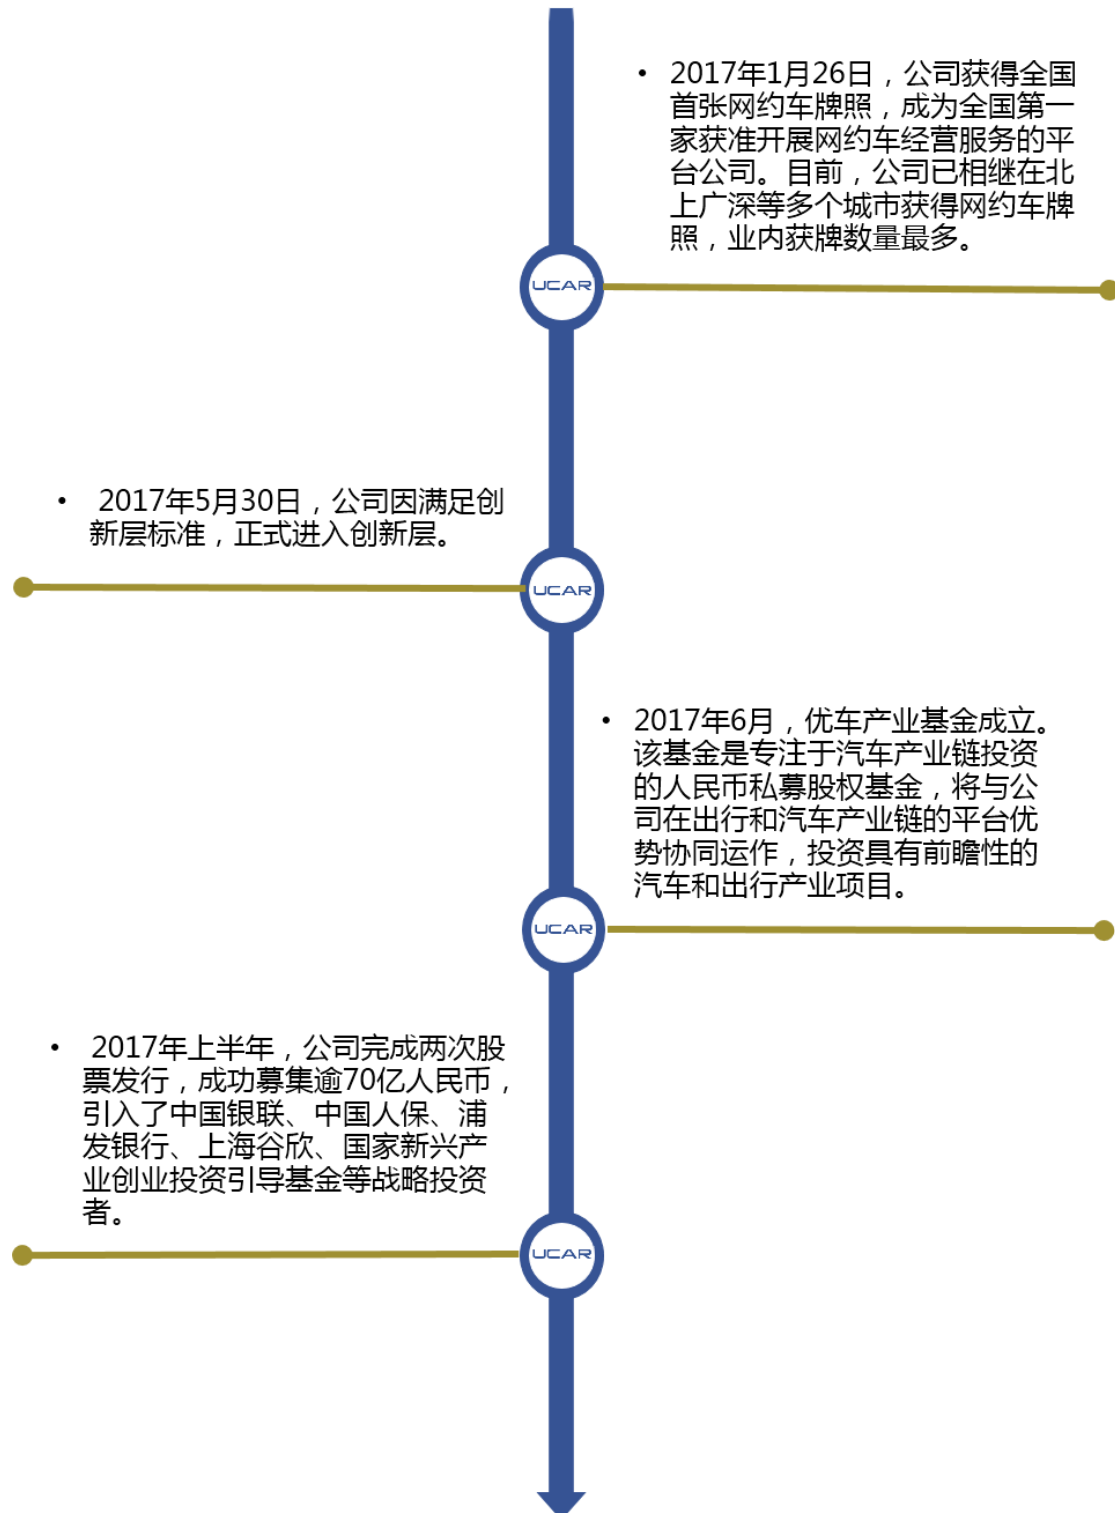 • 2017年1月26日，公司获得全国
首张网约车牌照，成为全国第一
家获准开展网约车经营服务的平
台公司。目前，公司已相继在北
上广深等多个城市获得网约车牌
照，业内获牌数量最多。
UCAR
• 2017年5月30日，公司因满足创
新层标准，正式进入创新层。
UCAR
• 2017年6月，优车产业基金成立。
该基金是专注于汽车产业链投资
的人民币私募股权基金，将与公
司在出行和汽车产业链的平台优
势协同运作，投资具有前瞻性的
汽车和出行产业项目。
UCAR
• 2017年上半年，公司完成两次股
票发行，成功募集逾70亿人民币，
引入了中国银联、中国人保、浦
发银行、上海谷欣、国家新兴产
业创业投资引导基金等战略投资
者。
UCAR